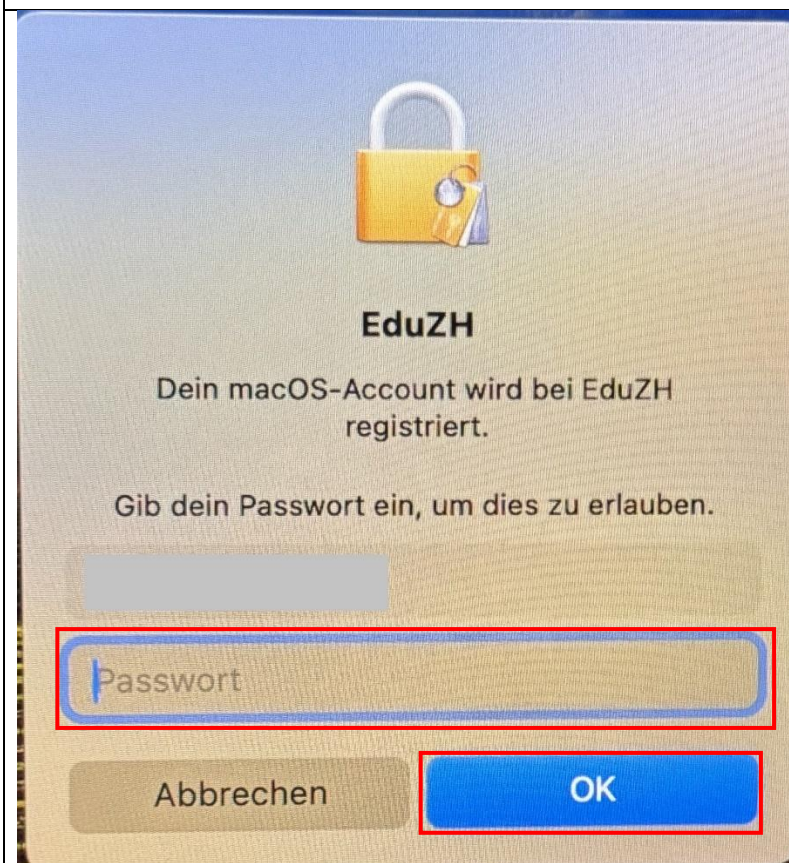 EduZH
Dein macOS-Account wird bei EduZH
registriert.
Gib dein Passwort ein, um dies zu erlauben.
Passwort
Abbrechen
OK